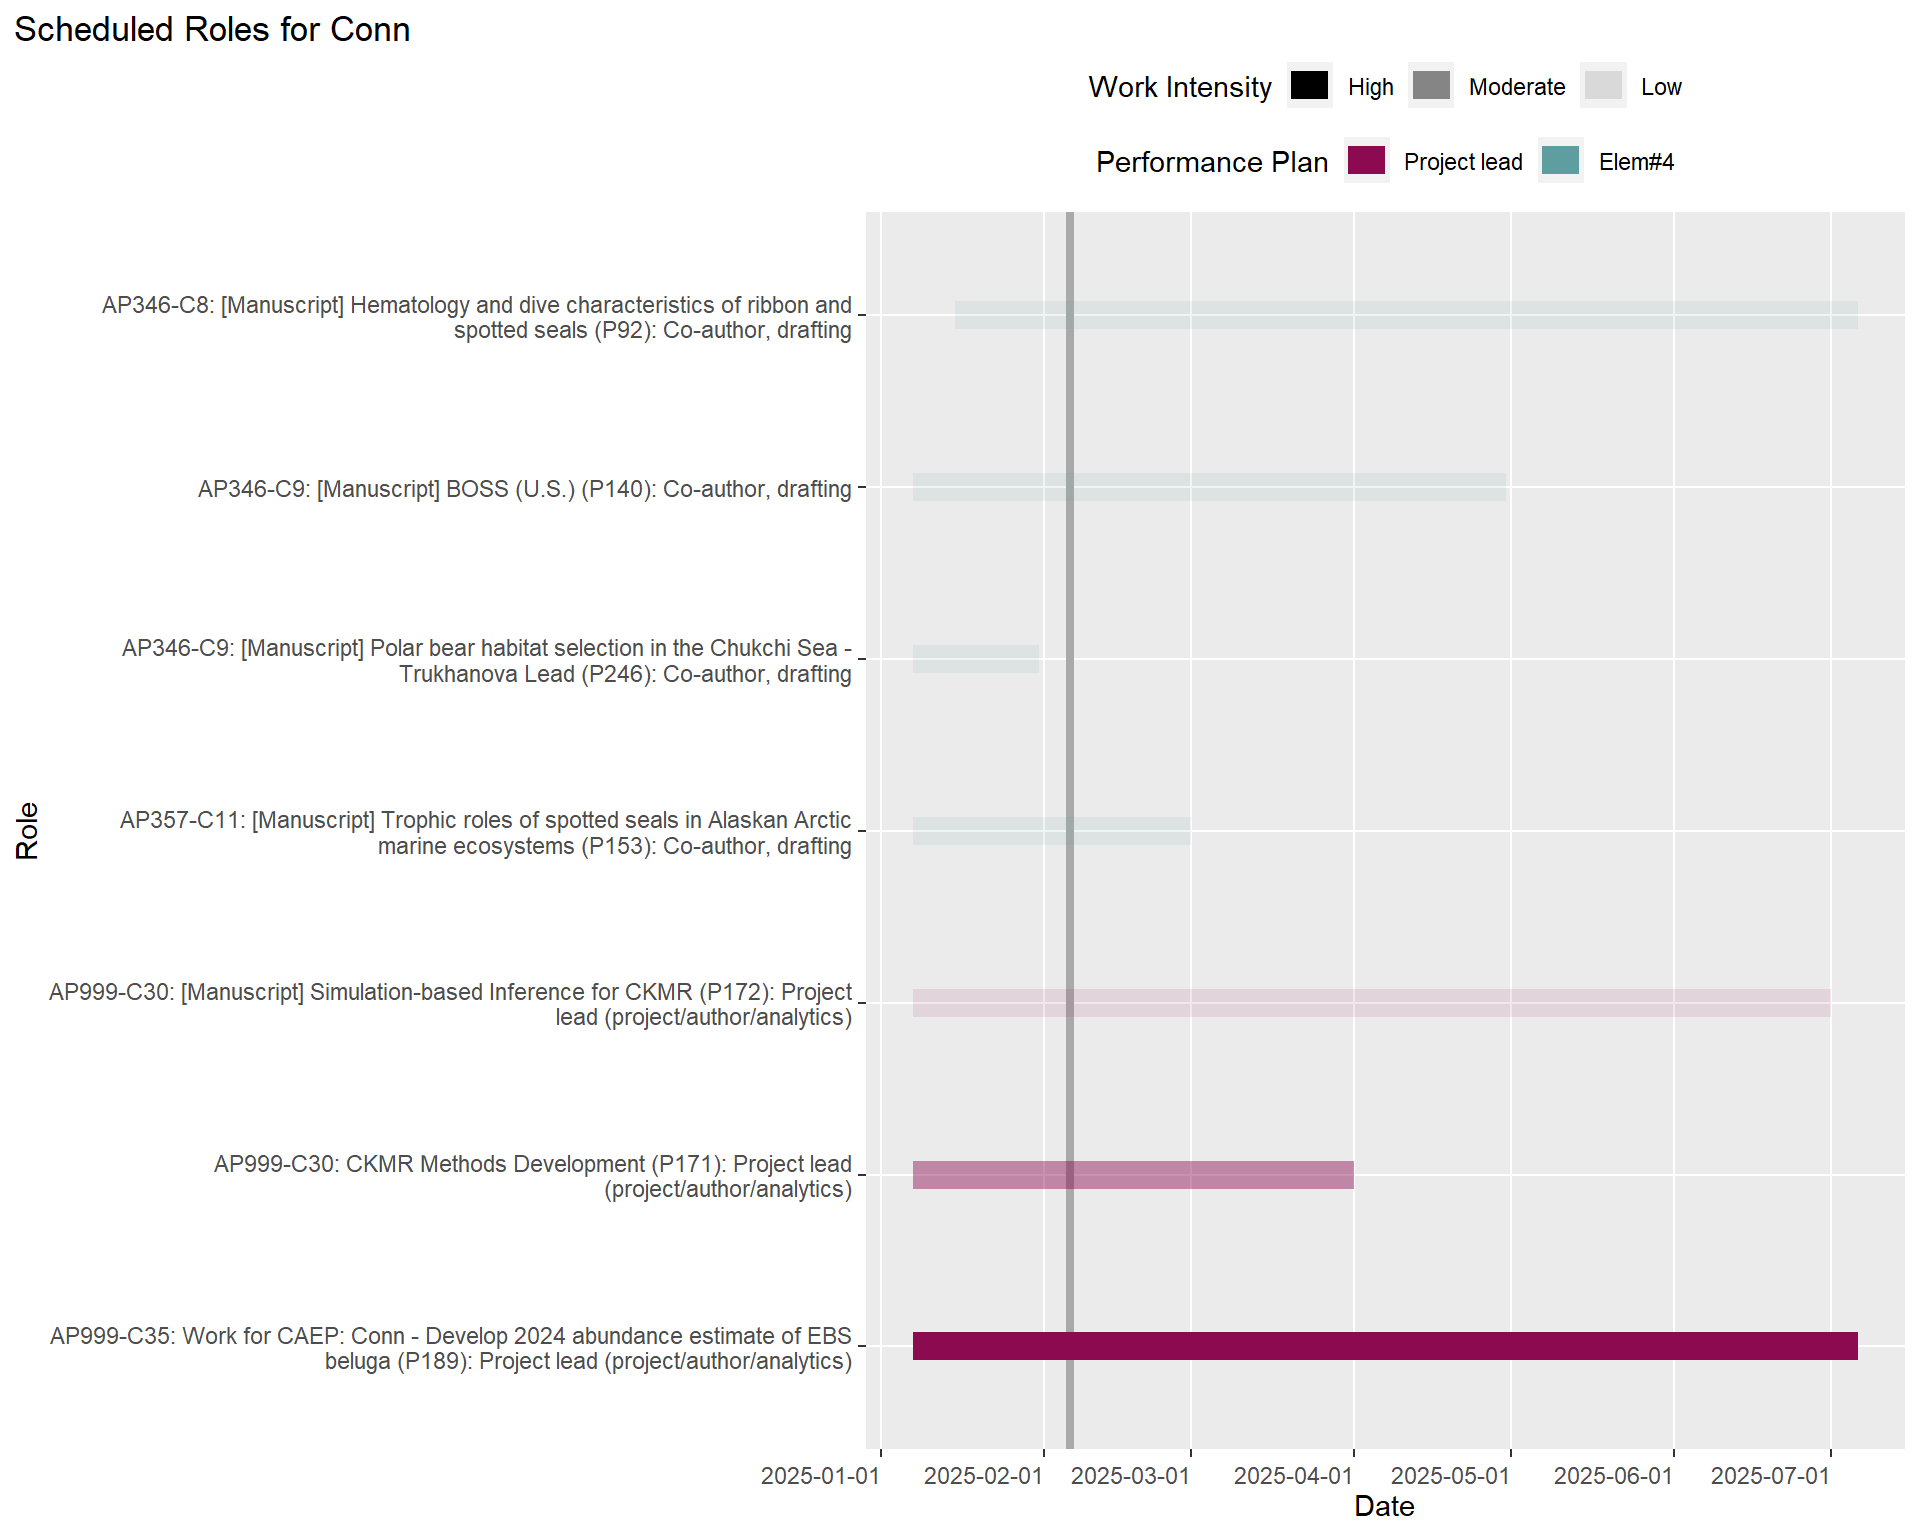 Scheduled Roles for Conn
Work Intensity High Moderate Low
Performance Plan Project lead Elem#4
AP346-C8: [Manuscript] Hematology and dive characteristics of ribbon and
spotted seals (P92): Co-author, drafting
AP346-C9: [Manuscript] BOSS (U.S.) (P140): Co-author, drafting
AP346-C9: [Manuscript] Polar bear habitat selection in the Chukchi Sea -
Trukhanova Lead (P246): Co-author, drafting
AP357-C11: [Manuscript] Trophic roles of spotted seals in Alaskan Arctic
marine ecosystems (P153): Co-author, drafting
AP999-C30: [Manuscript] Simulation-based Inference for CKMR (P172): Project
lead (project/author/analytics)
AP999-C30: CKMR Methods Development (P171): Project lead
(project/author/analytics)
AP999-C35: Work for CAEP: Conn - Develop 2024 abundance estimate of EBS
beluga (P189): Project lead (project/author/analytics)
Role
2025-01-01 2025-02-01 2025-03-01 2025-04-01 2025-05-01 2025-06-01 2025-07-01
Date